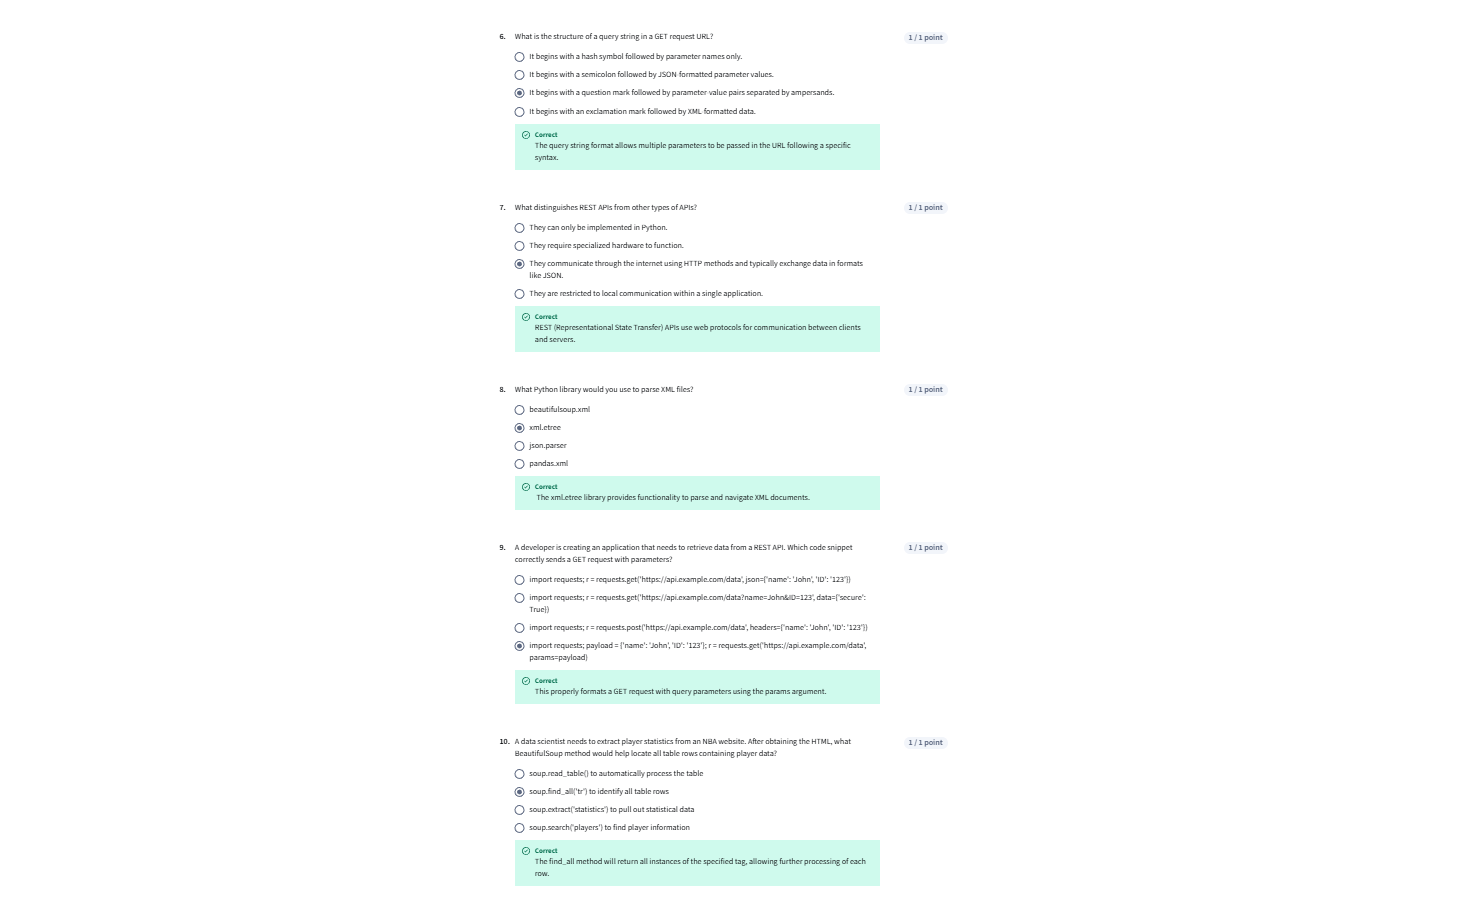 6. What is the structure of a query string in a GET request URL?
1 / 1 point
It begins with a hash symbol followed by parameter names only.
It begins with a semicolon followed by JSON-formatted parameter values.
It begins with a question mark followed by parameter-value pairs separated by ampersands.
It begins with an exclamation mark followed by XML-formatted data.
Correct
The query string format allows multiple parameters to be passed in the URL following a specific
syntax.
7. What distinguishes REST APIs from other types of APIs?
1 / 1 point
They can only be implemented in Python.
They require specialized hardware to function.
They communicate through the internet using HTTP methods and typically exchange data in formats
like JSON.
They are restricted to local communication within a single application.
Correct
REST (Representational State Transfer) APIs use web protocols for communication between clients
and servers.
8. What Python library would you use to parse XML files?
1 / 1 point
beautifulsoup.xml
xml.etree
json.parser
pandas.xml
Correct
The xml.etree library provides functionality to parse and navigate XML documents.
9. A developer is creating an application that needs to retrieve data from a REST API. Which code snippet
1 / 1 point
correctly sends a GET request with parameters?
import requests; r = requests.get('https://api.example.com/data', json={'name': 'John', 'ID': '123'})
import requests; r = requests.get('https://api.example.com/data?name=John&ID=123', data={'secure':
True})
import requests; r = requests.post('https://api.example.com/data', headers={'name': 'John', 'ID': '123'})
import requests; payload = {'name': 'John', 'ID': '123'}; r = requests.get('https://api.example.com/data',
params=payload)
Correct
This properly formats a GET request with query parameters using the params argument.
10. A data scientist needs to extract player statistics from an NBA website. After obtaining the HTML, what
1 / 1 point
BeautifulSoup method would help locate all table rows containing player data?
soup.read_table() to automatically process the table
soup.find_all('tr') to identify all table rows
soup.extract('statistics') to pull out statistical data
soup.search('players') to find player information
Correct
The find_all method will return all instances of the specified tag, allowing further processing of each
row.